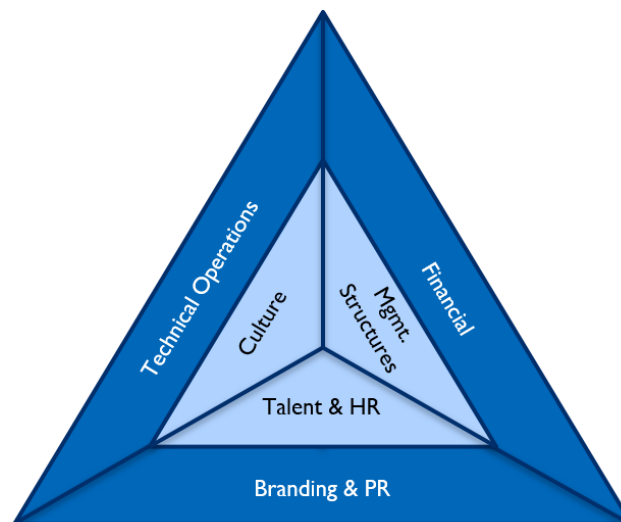 Technical Operations
Financial
Culture
Mgmt.
Structures
Talent & HR
Branding & PR